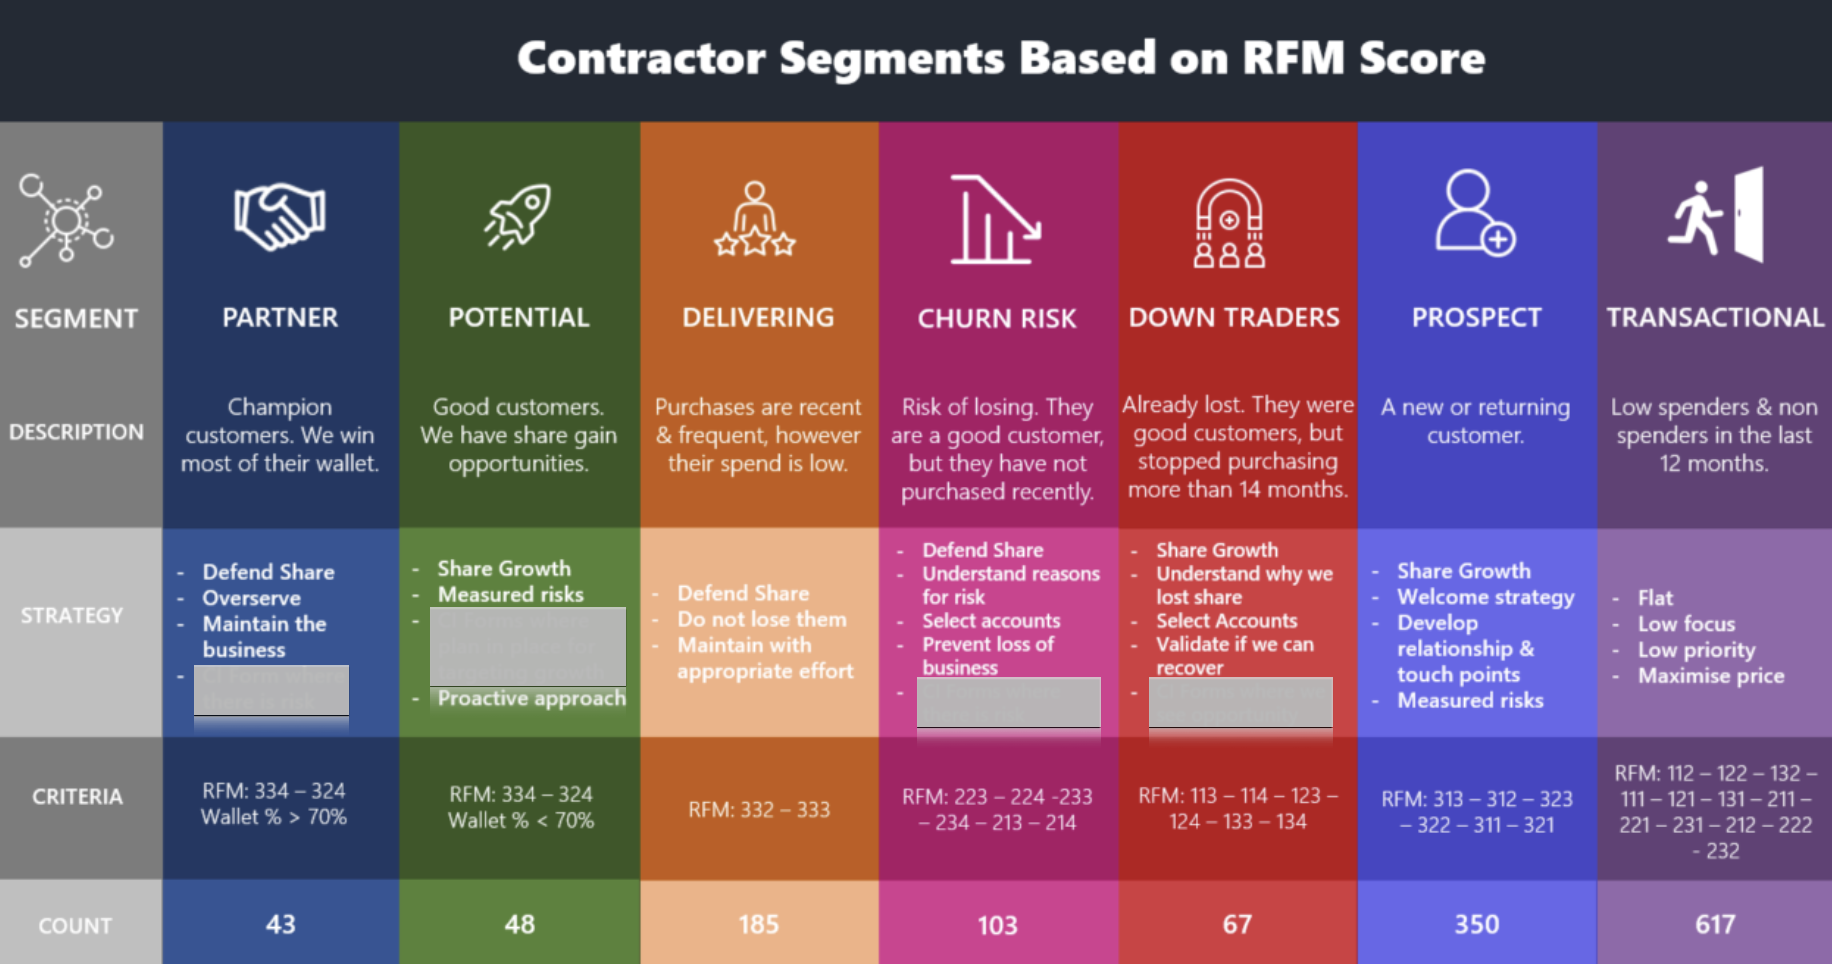 Contractor Segments Based on RFM Score
SEGMENT
PARTNER
POTENTIAL
DELIVERING
CHURN RISK
DOWN TRADERS
PROSPECT
TRANSACTIONAL
DESCRIPTION
Champion
customers. We win
most of their wallet.
Good customers.
We have share gain
opportunities.
Purchases are recent
& frequent, however
their spend is low.
Risk of losing. They
are a good customer,
but they have not
purchased recently.
Already lost. They were
good customers, but
stopped purchasing
more than 14 months.
A new or returning
customer.
Low spenders & non
spenders in the last
12 months.
STRATEGY
- Defend Share
- Overserve
- Maintain the
business
-
- Share Growth
- Measured risks
-
- Proactive approach
- Defend Share
- Do not lose them
- Maintain with
appropriate effort
- Defend Share
- Understand reasons
for risk
- Select accounts
- Prevent loss of
business
-
- Share Growth
- Understand why we
lost share
- Select Accounts
- Validate if we can
recover
-
- Share Growth
- Welcome strategy
- Develop
relationship &
touch points
- Measured risks
- Flat
- Low focus
- Low priority
- Maximise price
CRITERIA
RFM: 334 – 324
Wallet % > 70%
RFM: 334 – 324
Wallet % < 70%
RFM: 332 – 333
RFM: 223 – 224 -233
– 234 – 213 – 214
RFM: 113 – 114 – 123 –
124 – 133 – 134
RFM: 313 – 312 – 323
– 322 – 311 – 321
RFM: 112 – 122 – 132 –
111 – 121 – 131 – 211 –
221 – 231 – 212 – 222
- 232
COUNT
43
48
185
103
67
350
617